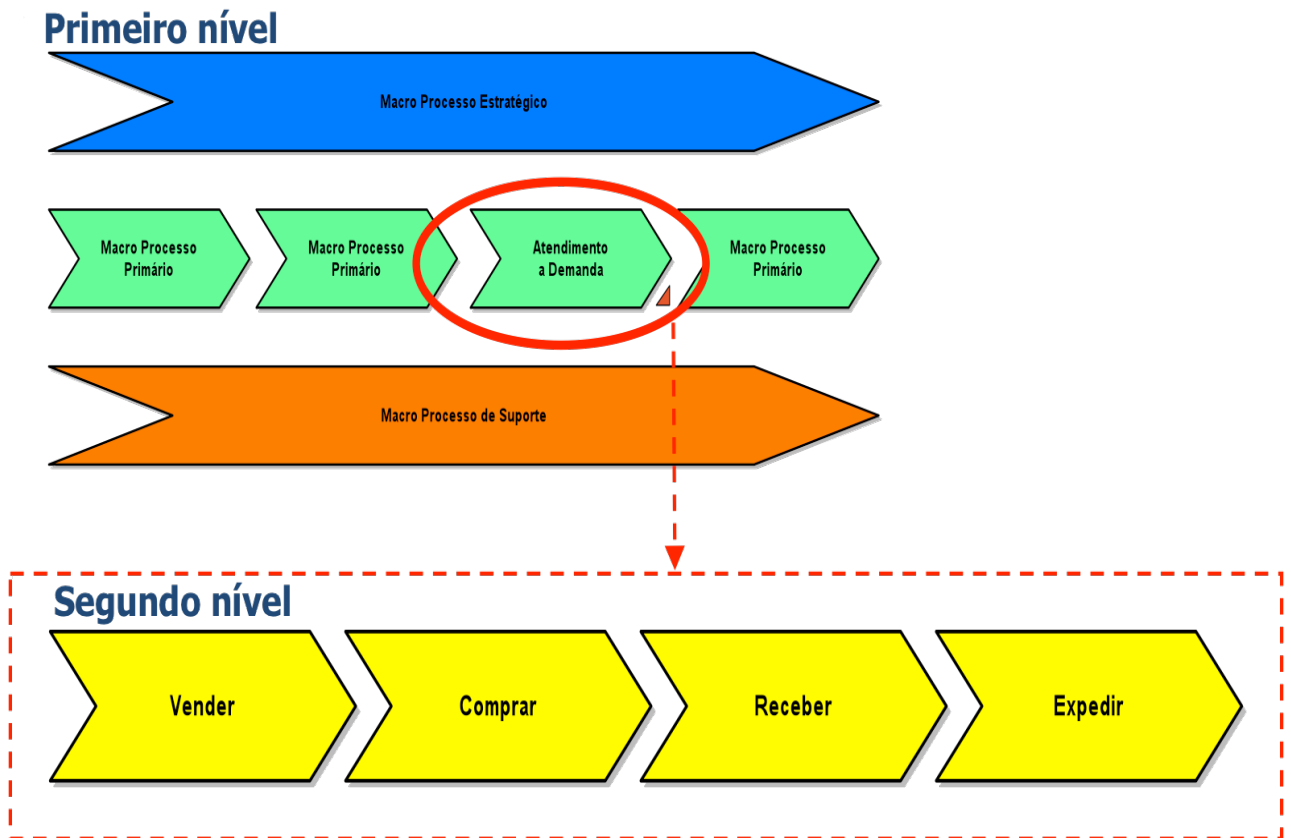 Primeiro nível
Macro Processo Estratégico
Macro Processo
Primário
Macro Processo
Primário
Atendimento
a Demanda
Macro Processo
Primário
Macro Processo de Suporte
Segundo nível
Vender
Comprar
Receber
Expedir